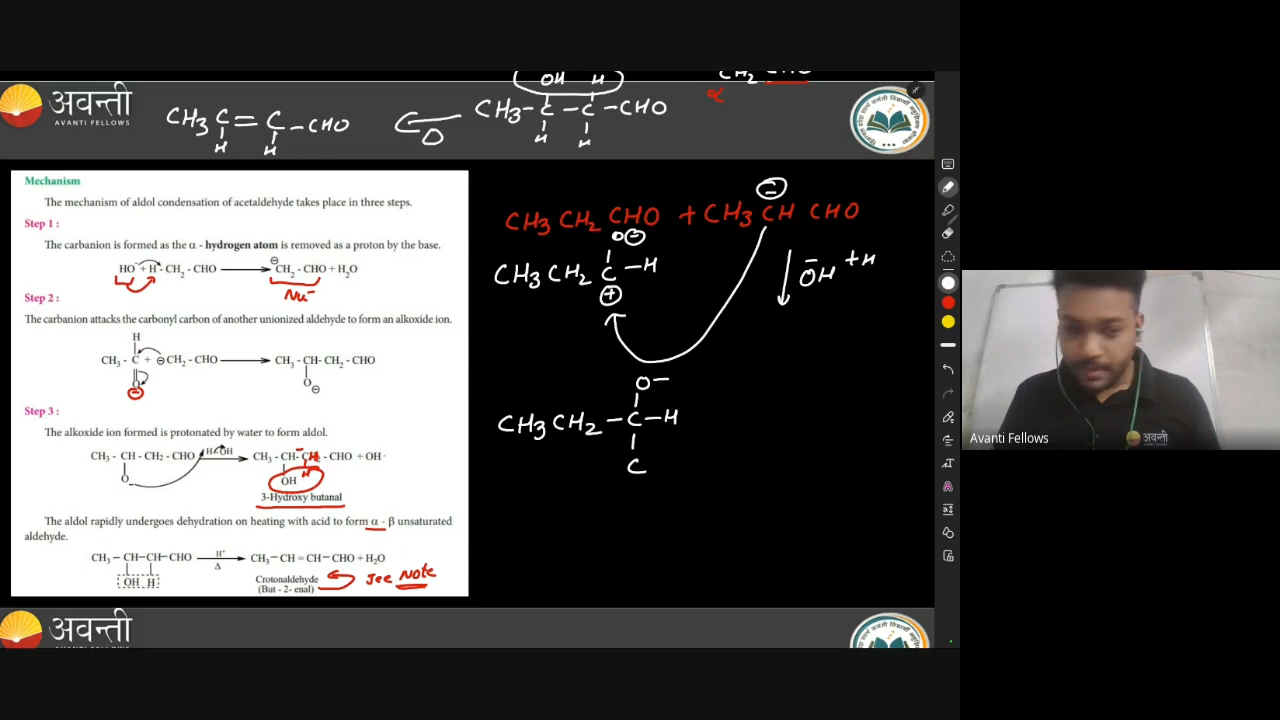 अवन्ती
AVANTI FELLOWS
OH H
CH₂ CHO
α
CH₃ C = C – CHO
H H
CH₃ – C – C – CHO
H H
Mechanism
The mechanism of aldol condensation of acetaldehyde takes place in three steps.
Step 1 :
The carbanion is formed as the α - hydrogen atom is removed as a proton by the base.
HO⁻ + H - CH₂ - CHO ⟶ ⊖CH₂ - CHO + H₂O
Nu⁻
Step 2 :
The carbanion attacks the carbonyl carbon of another unionized aldehyde to form an alkoxide ion.
H
CH₃ - C + ⊖CH₂ - CHO ⟶ CH₃ - CH- CH₂ - CHO
O O
⊖ ⊖
Step 3 :
The alkoxide ion formed is protonated by water to form aldol.
CH₃ - CH - CH₂ - CHO H-OH ⟶ CH₃ - CH- CH - CHO + OH-
O⁻ OH H
3-Hydroxy butanal
The aldol rapidly undergoes dehydration on heating with acid to form α - β unsaturated
aldehyde.
CH₃ – CH–CH–CHO H⁺ Δ ⟶ CH₃–CH = CH–CHO + H₂O
OH H
Crotonaldehyde
(But - 2- enal)
Jee Note
CH₃ CH₂ CHO + CH₃ CH CHO
⊖
O⊖
CH₃ CH₂ C – H
⊕
OH⁻ + H
O⁻
CH₃ CH₂ – C – H
C
Avanti Fellows
अवन्ती
अवन्ती